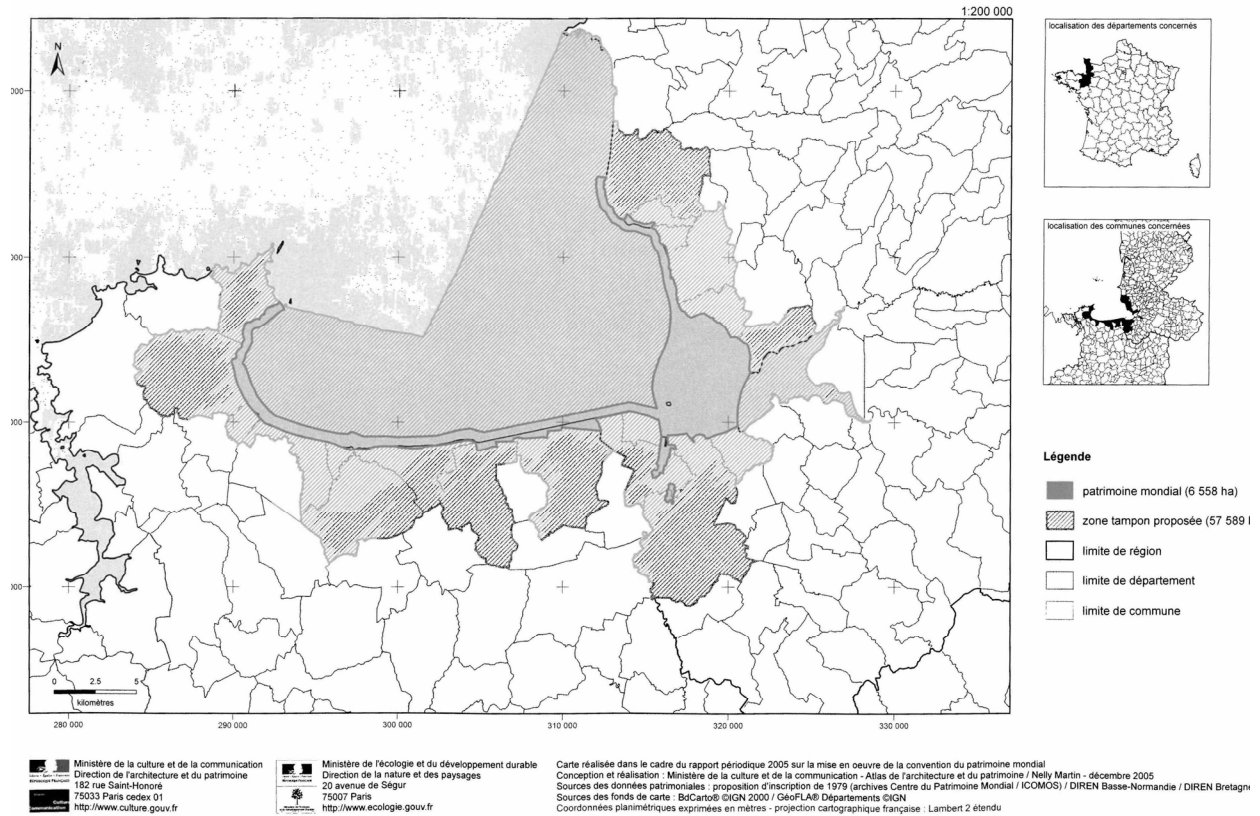 1:200 000
N
000
000
000
000
0 2.5 5
kilomètres
280 000 290 000 300 000 310 000 320 000 330 000
localisation des départements concernés
localisation des communes concernées
Légende
patrimoine mondial (6 558 ha)
zone tampon proposée (57 589
limite de région
limite de département
limite de commune
RÉPUBLIQUE FRANÇAISE
Culture
Communication
Ministère de la culture et de la communication
Direction de l'architecture et du patrimoine
182 rue Saint-Honoré
75033 Paris cedex 01
http://www.culture.gouv.fr
Ministère de l'écologie et du développement durable
Direction de la nature et des paysages
20 avenue de Ségur
75007 Paris
http://www.ecologie.gouv.fr
Carte réalisée dans le cadre du rapport périodique 2005 sur la mise en oeuvre de la convention du patrimoine mondial
Conception et réalisation : Ministère de la culture et de la communication - Atlas de l'architecture et du patrimoine / Nelly Martin - décembre 2005
Sources des données patrimoniales : proposition d'inscription de 1979 (archives Centre du Patrimoine Mondial / ICOMOS) / DIREN Basse-Normandie / DIREN Bretagne
Sources des fonds de carte : BdCarto® ©IGN 2000 / GéoFLA® Départements ©IGN
Coordonnées planimétriques exprimées en mètres - projection cartographique française : Lambert 2 étendu